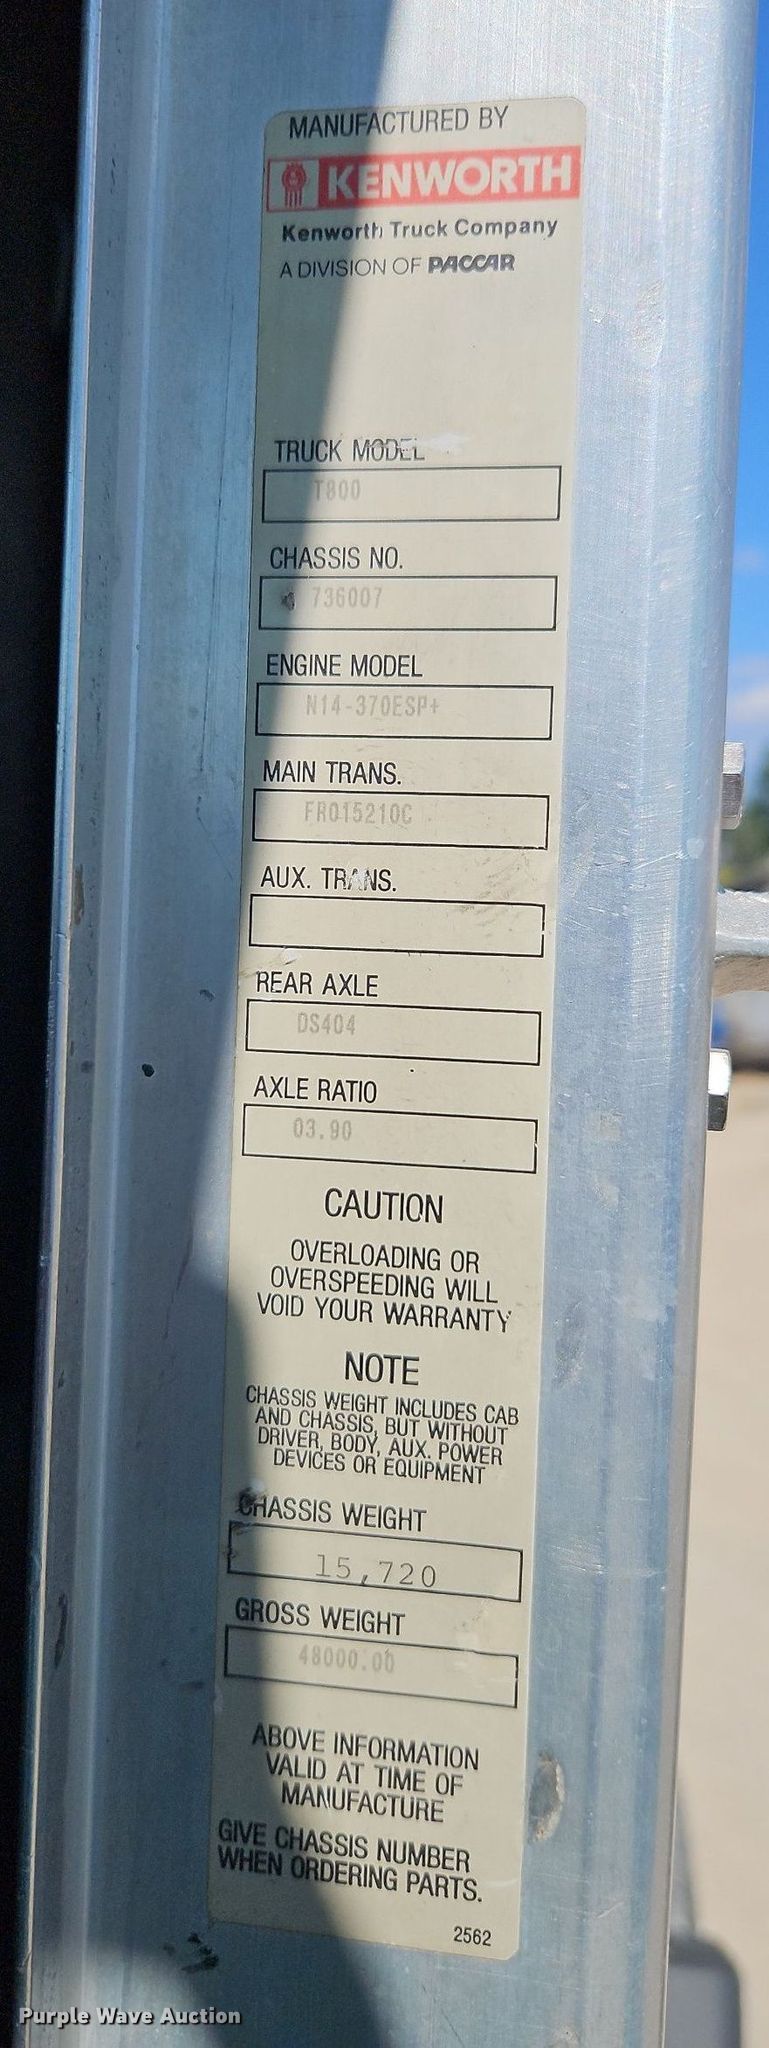 MANUFACTURED BY
KENWORTH
Kenworth Truck Company
A DIVISION OF PACCAR
TRUCK MODEL
T800
CHASSIS NO.
736007
ENGINE MODEL
N14-370ESP+
MAIN TRANS.
FRO15210C
AUX. TRANS.
REAR AXLE
DS404
AXLE RATIO
03.90
CAUTION
OVERLOADING OR
OVERSPEEDING WILL
VOID YOUR WARRANTY
NOTE
CHASSIS WEIGHT INCLUDES CAB
AND CHASSIS, BUT WITHOUT
DRIVER, BODY, AUX. POWER
DEVICES OR EQUIPMENT
CHASSIS WEIGHT
15,720
GROSS WEIGHT
48000.00
ABOVE INFORMATION
VALID AT TIME OF
MANUFACTURE
GIVE CHASSIS NUMBER
WHEN ORDERING PARTS.
2562
Purple Wave Auction